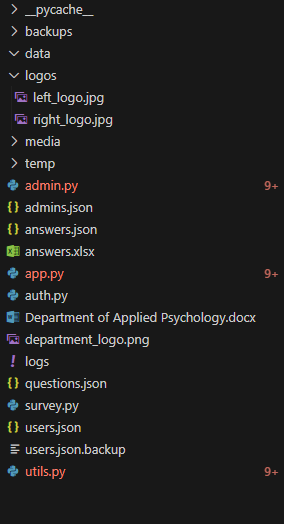 __pycache__
backups
data
logos
left_logo.jpg
right_logo.jpg
media
temp
admin.py 9+
admins.json
answers.json
answers.xlsx
app.py 9+
auth.py
Department of Applied Psychology.docx
department_logo.png
logs
questions.json
survey.py
users.json
users.json.backup
utils.py 9+